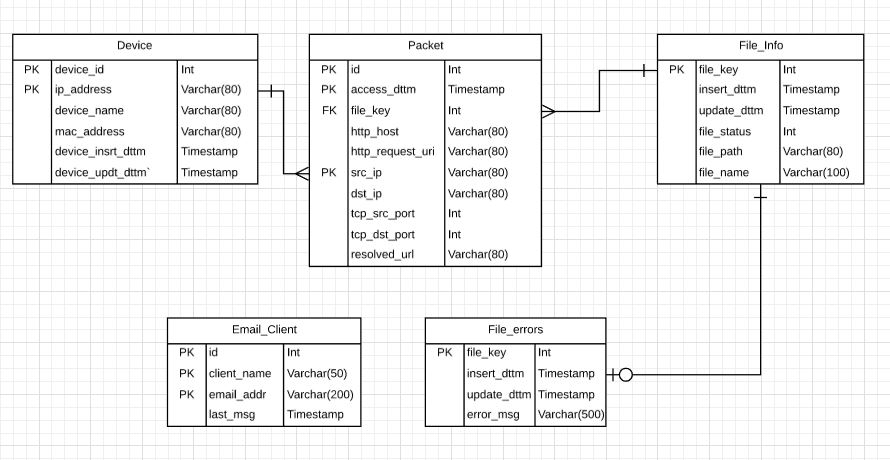 Device
PK device_id Int
PK ip_address Varchar(80)
device_name Varchar(80)
mac_address Varchar(80)
device_insrt_dttm Timestamp
device_updt_dttm` Timestamp
Packet
PK id Int
PK access_dttm Timestamp
FK file_key Int
http_host Varchar(80)
http_request_uri Varchar(80)
PK src_ip Varchar(80)
dst_ip Varchar(80)
tcp_src_port Int
tcp_dst_port Int
resolved_url Varchar(80)
File_Info
PK file_key Int
insert_dttm Timestamp
update_dttm Timestamp
file_status Int
file_path Varchar(80)
file_name Varchar(100)
Email_Client
PK id Int
PK client_name Varchar(50)
PK email_addr Varchar(200)
last_msg Timestamp
File_errors
PK file_key Int
insert_dttm Timestamp
update_dttm Timestamp
error_msg Varchar(500)